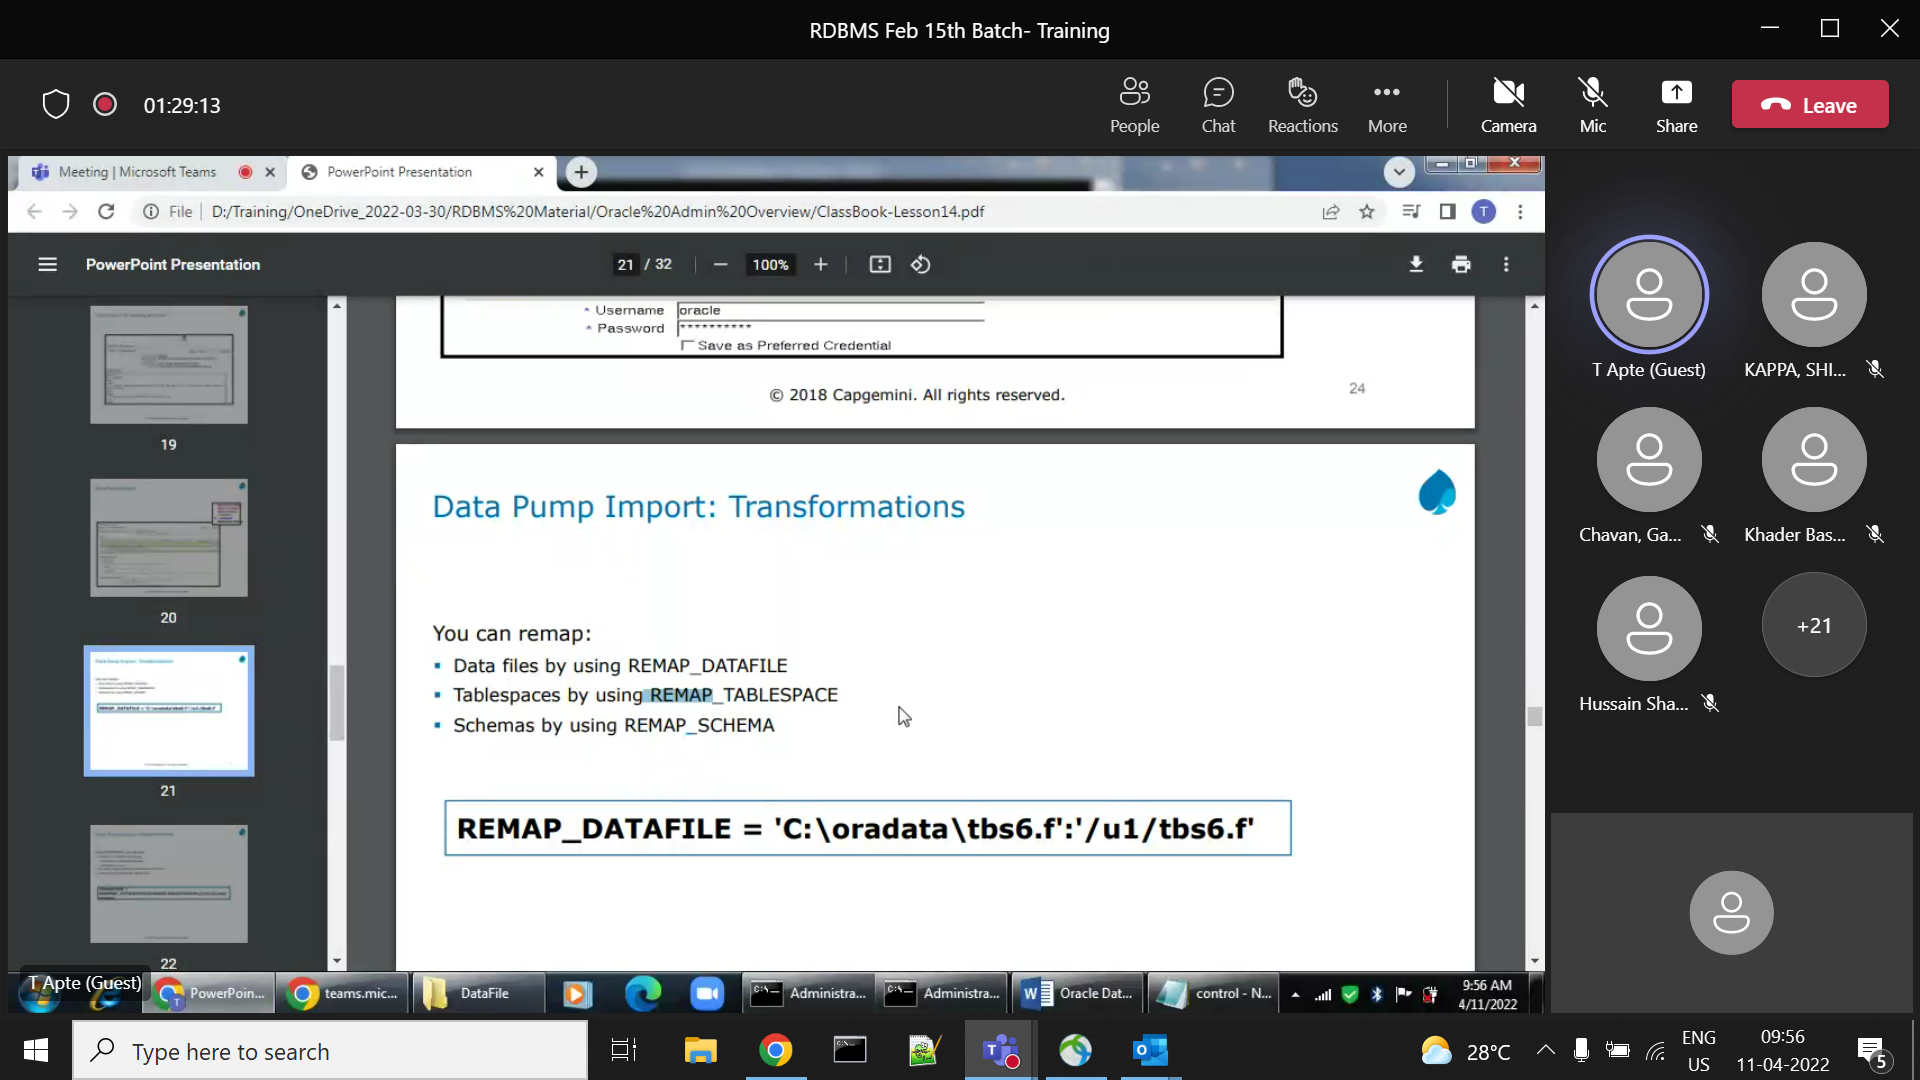 RDBMS Feb 15th Batch- Training
01:29:13
People
Chat
Reactions
More
Camera
Mic
Share
Leave
Meeting | Microsoft Teams
PowerPoint Presentation
File
D:/Training/OneDrive_2022-03-30/RDBMS%20Material/Oracle%20Admin%20Overview/ClassBook-Lesson14.pdf
T
PowerPoint Presentation
21 / 32
100%
19
20
21
22
* Username oracle
* Password **********
Save as Preferred Credential
© 2018 Capgemini. All rights reserved.
24
Data Pump Import: Transformations
You can remap:
▪ Data files by using REMAP_DATAFILE
▪ Tablespaces by using REMAP_TABLESPACE
▪ Schemas by using REMAP_SCHEMA
REMAP_DATAFILE = 'C:\oradata\tbs6.f':'/u1/tbs6.f'
T Apte (Guest)
KAPPA, SHI...
Chavan, Ga...
Khader Bas...
Hussain Sha...
+21
T Apte (Guest)
PowerPoin...
teams.mic...
DataFile
Administra...
Administra...
Oracle Dat...
control - N...
9:56 AM
4/11/2022
Type here to search
28°C
ENG
US
09:56
11-04-2022
5